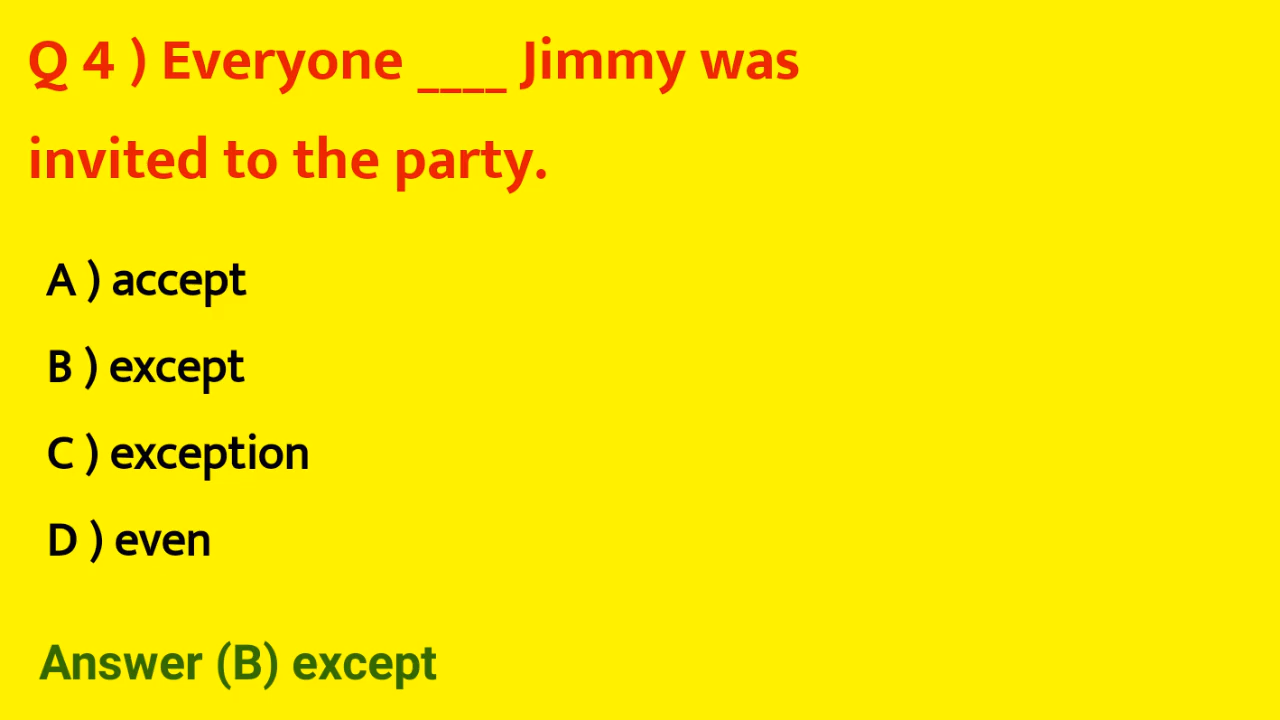 Q 4 ) Everyone ____ Jimmy was
invited to the party.
A ) accept
B ) except
C ) exception
D ) even
Answer (B) except